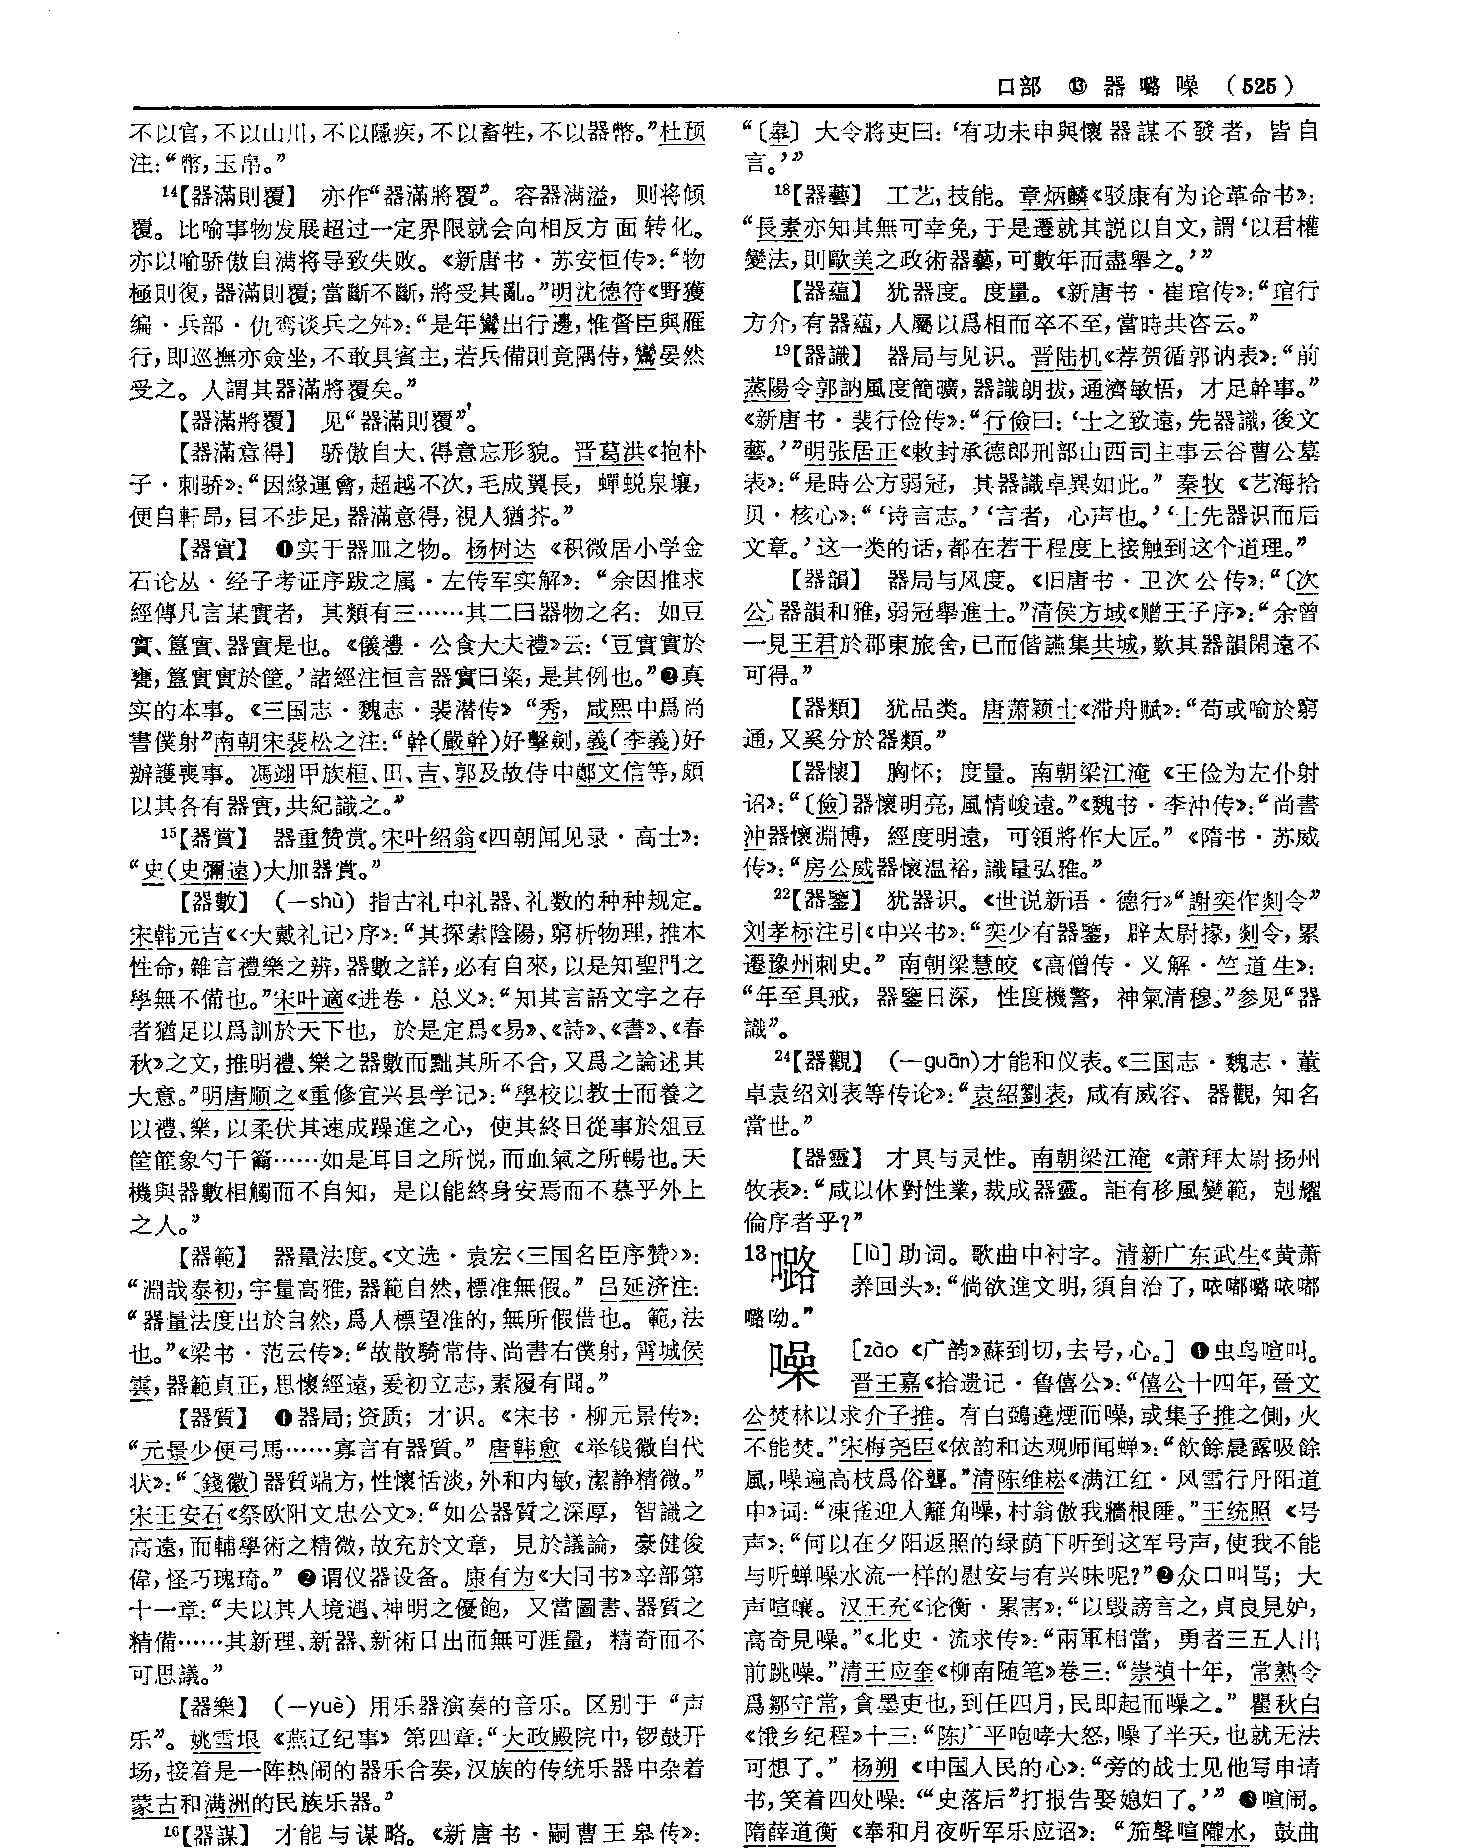 口部 ⑬ 器 㗉 噪 （525）
不以官，不以山川，不以隱疾，不以畜牲，不以器幣。”杜预
注：“幣，玉帛。”
14【器滿則覆】 亦作“器滿將覆”。容器满溢，则将倾
覆。比喻事物发展超过一定界限就会向相反方面转化。
亦以喻骄傲自满将导致失败。《新唐书·苏安恒传》：“物
極則復，器滿則覆；當斷不斷，將受其亂。”明沈德符《野獲
编·兵部·仇鸾谈兵之舛》：“是年鸞出行邊，惟督臣與雁
行，即巡撫亦僉坐，不敢具賓主，若兵備則竟隅侍，鸞晏然
受之。人謂其器滿將覆矣。”
【器滿將覆】 见“器滿則覆”。
【器滿意得】 骄傲自大、得意忘形貌。晋葛洪《抱朴
子·刺骄》：“因緣運會，超越不次，毛成翼長，蟬蜕泉壤，
便自軒昂，目不步足，器滿意得，視人猶芥。”
【器實】 ❶实于器皿之物。杨树达《积微居小学金
石论丛·经子考证序跋之属·左传军实解》：“余因推求
經傳凡言某實者，其類有三……其二曰器物之名：如豆
實、簋實、器實是也。《儀禮·公食大夫禮》云：‘豆實實於
甕，簋實實於筐。’諸經注恒言器實曰粢，是其例也。”❷真
实的本事。《三国志·魏志·裴潜传》“秀，咸熙中爲尚
書僕射”南朝宋裴松之注：“幹（嚴幹）好擊劍，義（李義）好
辦護喪事。馮翊甲族桓、田、吉、郭及故侍中鄭文信等，頗
以其各有器實，共紀識之。”
15【器賞】 器重赞赏。宋叶绍翁《四朝闻见录·高士》：
“史（史彌遠）大加器賞。”
【器數】 （—shù）指古礼中礼器、礼数的种种规定。
宋韩元吉《〈大戴礼记〉序》：“其探索陰陽，窮析物理，推本
性命，雜言禮樂之辨，器數之詳，必有自來，以是知聖門之
學無不備也。”宋叶適《进卷·总义》：“知其言語文字之存
者猶足以爲訓於天下也，於是定爲《易》、《詩》、《書》、《春
秋》之文，推明禮、樂之器數而黜其所不合，又爲之論述其
大意。”明唐顺之《重修宜兴县学记》：“學校以教士而養之
以禮、樂，以柔伏其速成躁進之心，使其終日從事於俎豆
筐篚象勺干籥……如是耳目之所悦，而血氣之所暢也。天
機與器數相觸而不自知，是以能終身安焉而不慕乎外上
之人。”
【器範】 器量法度。《文选·袁宏〈三国名臣序赞〉》：
“淵哉泰初，宇量高雅，器範自然，標准無假。”吕延济注：
“器量法度出於自然，爲人標望准的，無所假借也。範，法
也。”《梁书·范云传》：“故散騎常侍、尚書右僕射，霄城侯
雲，器範貞正，思懷經遠，爰初立志，素履有聞。”
【器質】 ❶器局；资质；才识。《宋书·柳元景传》：
“元景少便弓馬……寡言有器質。”唐韩愈《举钱徽自代
状》：“〔錢徽〕器質端方，性懷恬淡，外和内敏，潔静精微。”
宋王安石《祭欧阳文忠公文》：“如公器質之深厚，智識之
高遠，而輔學術之精微，故充於文章，見於議論，豪健俊
偉，怪巧瑰琦。”❷谓仪器设备。康有为《大同书》辛部第
十一章：“夫以其人境遇、神明之優飽，又當圖書、器質之
精備……其新理、新器、新術日出而無可涯量，精奇而不
可思議。”
【器樂】 （—yuè）用乐器演奏的音乐。区别于“声
乐”。姚雪垠《燕辽纪事》第四章：“大政殿院中，锣鼓开
场，接着是一阵热闹的器乐合奏，汉族的传统乐器中杂着
蒙古和满洲的民族乐器。”
16【器謀】 才能与谋略。《新唐书·嗣曹王皋传》：
“〔皋〕大令將吏曰：‘有功未申與懷器謀不發者，皆自
言。’”
18【器藝】 工艺，技能。章炳麟《驳康有为论革命书》：
“長素亦知其無可幸免，于是遷就其説以自文，謂‘以君權
變法，則歐美之政術器藝，可數年而盡舉之。’”
【器藴】 犹器度。度量。《新唐书·崔琯传》：“琯行
方介，有器藴，人屬以爲相而卒不至，當時共咨云。”
19【器識】 器局与见识。晋陆机《荐贺循郭讷表》：“前
蒸陽令郭訥風度簡曠，器識朗拔，通濟敏悟，才足幹事。”
《新唐书·裴行俭传》：“行儉曰：‘士之致遠，先器識，後文
藝。’”明张居正《敕封承德郎刑部山西司主事云谷曹公墓
表》：“是時公方弱冠，其器識卓異如此。”秦牧《艺海拾
贝·核心》：“‘诗言志。’‘言者，心声也。’‘士先器识而后
文章。’这一类的话，都在若干程度上接触到这个道理。”
【器韻】 器局与风度。《旧唐书·卫次公传》：“〔次
公〕器韻和雅，弱冠舉進士。”清侯方域《赠王子序》：“余曾
一見王君於郡東旅舍，已而偕讌集共城，歎其器韻閑遠不
可得。”
【器類】 犹品类。唐萧颖士《滞舟赋》：“苟或喻於窮
通，又奚分於器類。”
【器懷】 胸怀；度量。南朝梁江淹《王俭为左仆射
诏》：“〔儉〕器懷明亮，風情峻遠。”《魏书·李冲传》：“尚書
沖器懷淵博，經度明遠，可領將作大匠。”《隋书·苏威
传》：“房公威器懷温裕，識量弘雅。”
22【器鑒】 犹器识。《世说新语·德行》“謝奕作剡令”
刘孝标注引《中兴书》：“奕少有器鑒，辟太尉掾，剡令，累
遷豫州刺史。”南朝梁慧皎《高僧传·义解·竺道生》：
“年至具戒，器鑒日深，性度機警，神氣清穆。”参见“器
識”。
24【器觀】 （—guān）才能和仪表。《三国志·魏志·董
卓袁绍刘表等传论》：“袁紹劉表，咸有威容、器觀，知名
當世。”
【器靈】 才具与灵性。南朝梁江淹《萧拜太尉扬州
牧表》：“咸以休對性業，裁成器靈。詎有移風變範，剋耀
倫序者乎？”
13㗉 [lù]助词。歌曲中衬字。清新广东武生《黄萧
养回头》：“倘欲進文明，須自治了，咴嘟㗉咴嘟
㗉呦。”
噪 [zào 《广韵》蘇到切，去号，心。]❶虫鸟喧叫。
晋王嘉《拾遗记·鲁僖公》：“僖公十四年，晉文
公焚林以求介子推。有白鴉遶煙而噪，或集子推之側，火
不能焚。”宋梅尧臣《依韵和达观师闻蝉》：“飲餘晨露吸餘
風，噪遍高枝爲俗聾。”清陈维崧《满江红·风雪行丹阳道
中》词：“凍雀迎人籬角噪，村翁傲我牆根睡。”王统照《号
声》：“何以在夕阳返照的绿荫下听到这军号声，使我不能
与听蝉噪水流一样的慰安与有兴味呢？”❷众口叫骂；大
声喧嚷。汉王充《论衡·累害》：“以毁謗言之，貞良見妒，
高奇見噪。”《北史·流求传》：“兩軍相當，勇者三五人出
前跳噪。”清王应奎《柳南随笔》卷三：“崇禎十年，常熟令
爲鄒守常，貪墨吏也，到任四月，民即起而噪之。”瞿秋白
《饿乡纪程》十三：“陈广平咆哮大怒，噪了半天，也就无法
可想了。”杨朔《中国人民的心》：“旁的战士见他写申请
书，笑着四处噪：‘“史落后”打报告娶媳妇了。’”❸喧闹。
隋薛道衡《奉和月夜听军乐应诏》：“笳聲喧隴水，鼓曲